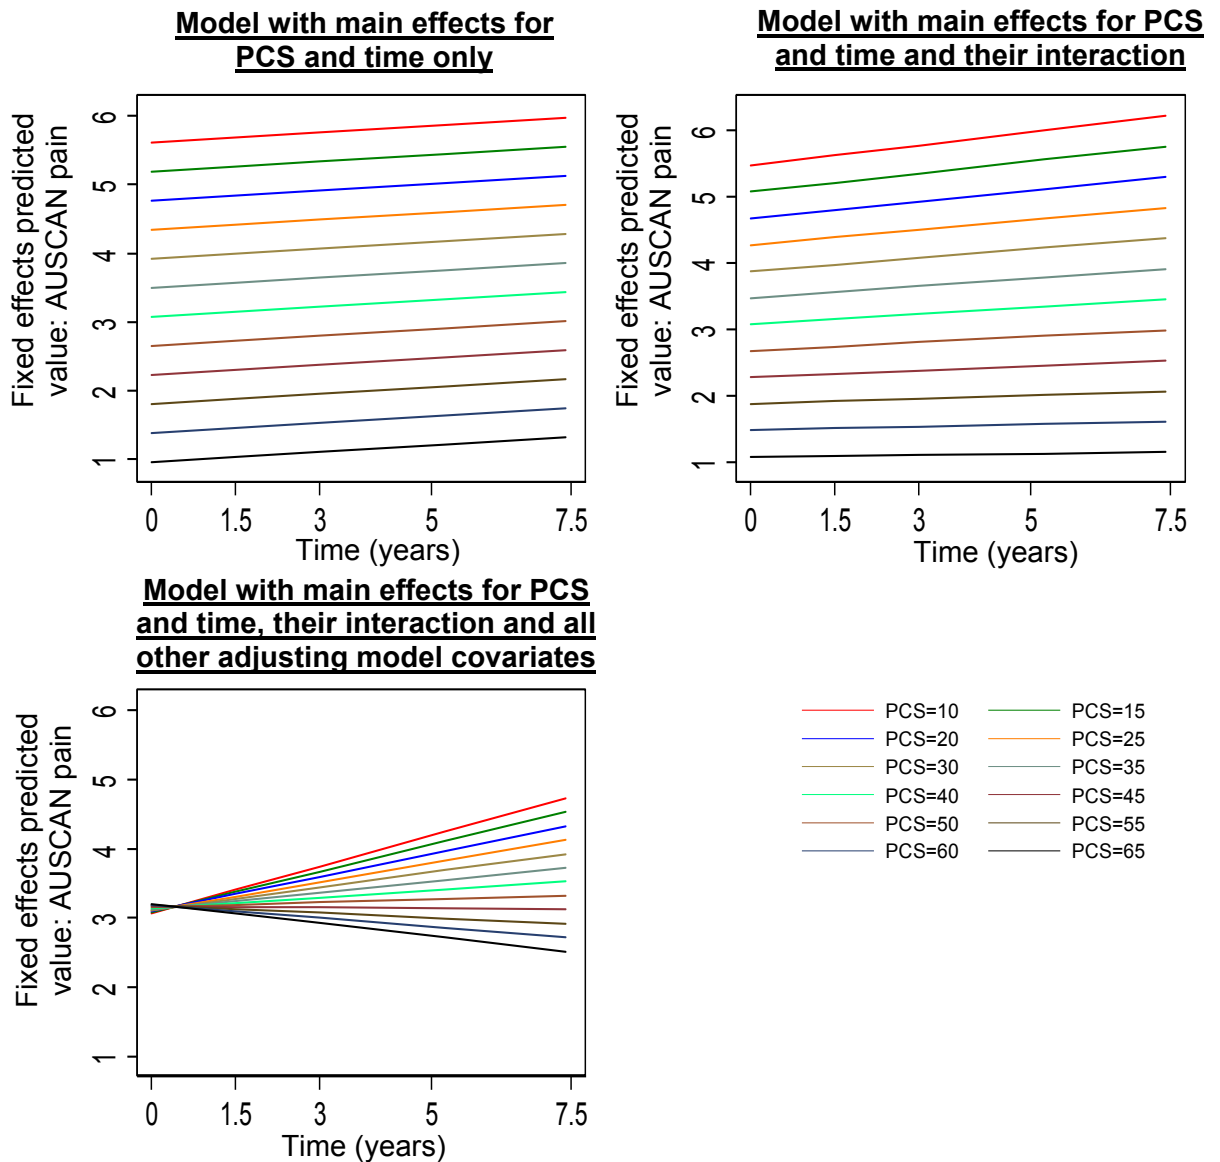 Model with main effects for
PCS and time only
Fixed effects predicted
value: AUSCAN pain
6
5
4
3
2
1
0 1.5 3 5 7.5
Time (years)
Model with main effects for PCS
and time and their interaction
Fixed effects predicted
value: AUSCAN pain
6
5
4
3
2
1
0 1.5 3 5 7.5
Time (years)
Model with main effects for PCS
and time, their interaction and all
other adjusting model covariates
Fixed effects predicted
value: AUSCAN pain
6
5
4
3
2
1
0 1.5 3 5 7.5
Time (years)
PCS=10 PCS=15
PCS=20 PCS=25
PCS=30 PCS=35
PCS=40 PCS=45
PCS=50 PCS=55
PCS=60 PCS=65